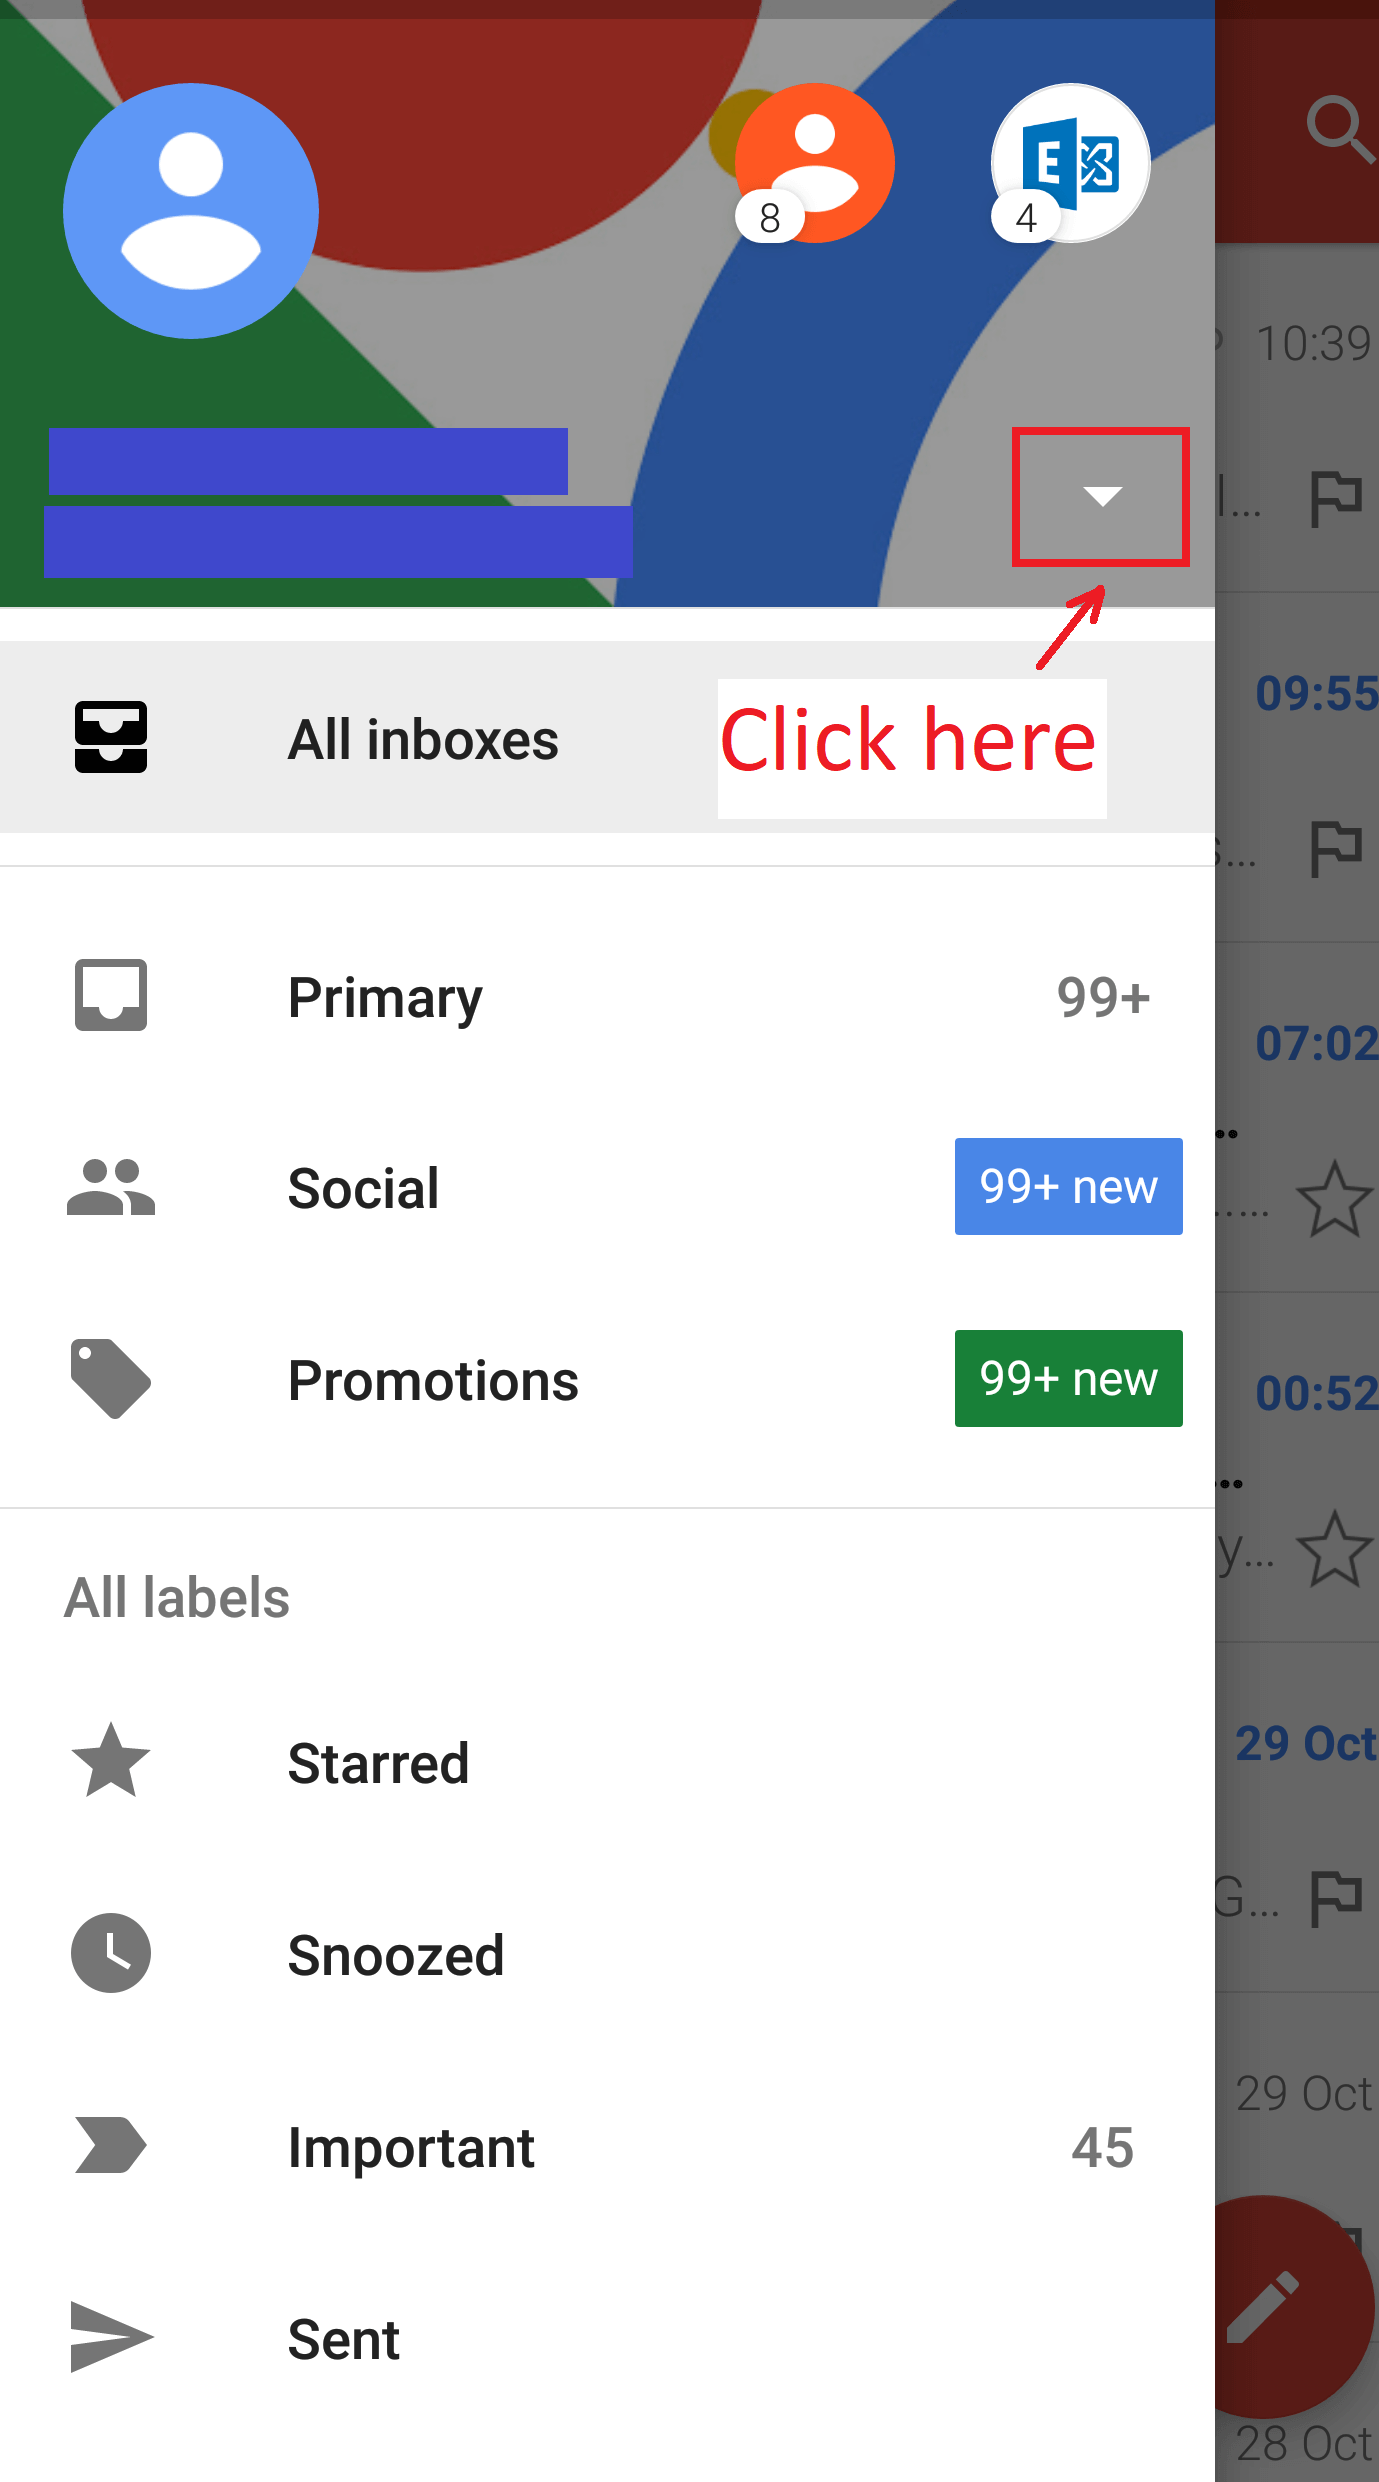 8
4
E
10:39
l...
All inboxes
Click here
09:55
s...
Primary 99+
07:02
Social 99+ new
Promotions 99+ new
00:52
y...
All labels
Starred
29 Oct
G...
Snoozed
Important 45
29 Oct
Sent
28 Oct